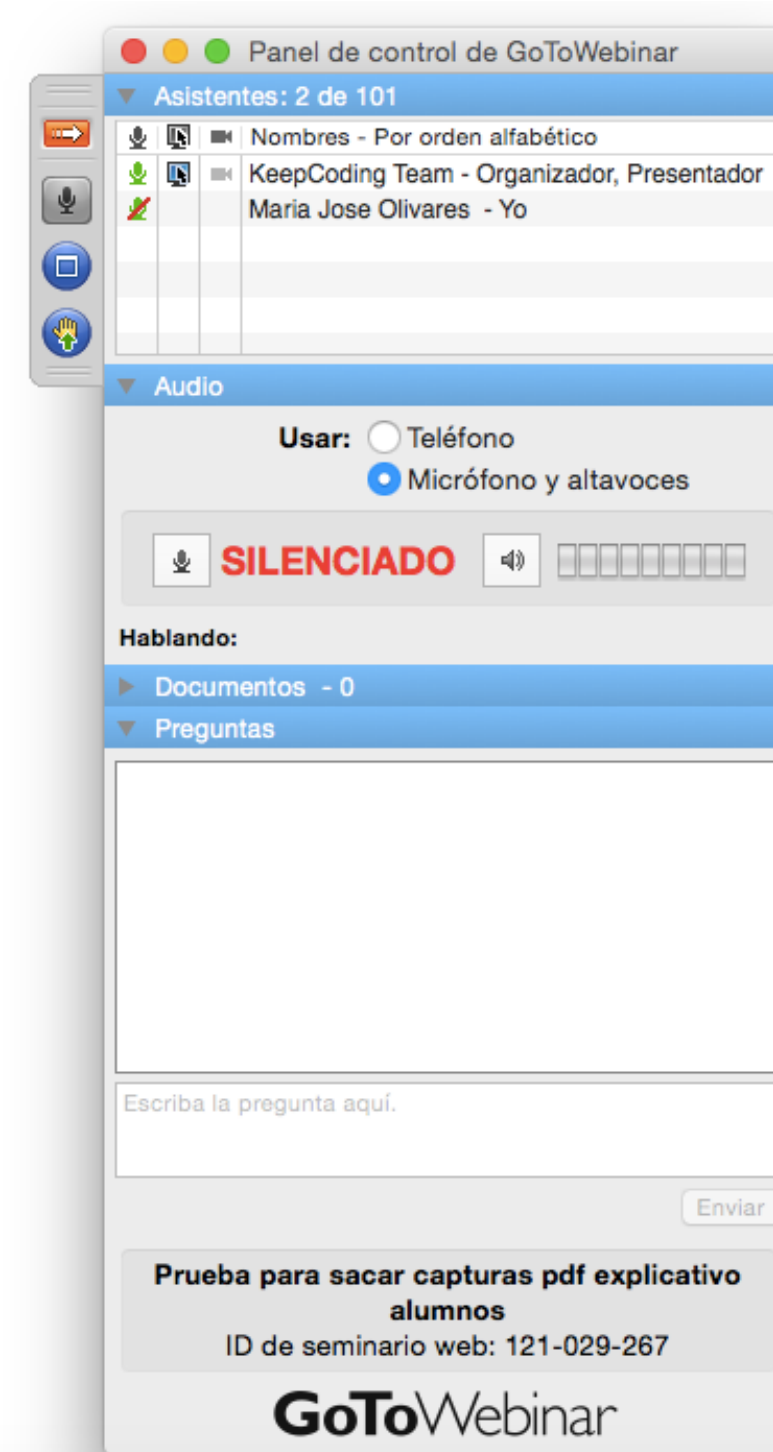 Panel de control de GoToWebinar
Asistentes: 2 de 101
Nombres - Por orden alfabético
KeepCoding Team - Organizador, Presentador
Maria Jose Olivares - Yo
Audio
Usar: Teléfono
Micrófono y altavoces
SILENCIADO
Hablando:
Documentos - 0
Preguntas
Escriba la pregunta aquí.
Enviar
Prueba para sacar capturas pdf explicativo
alumnos
ID de seminario web: 121-029-267
GoToWebinar